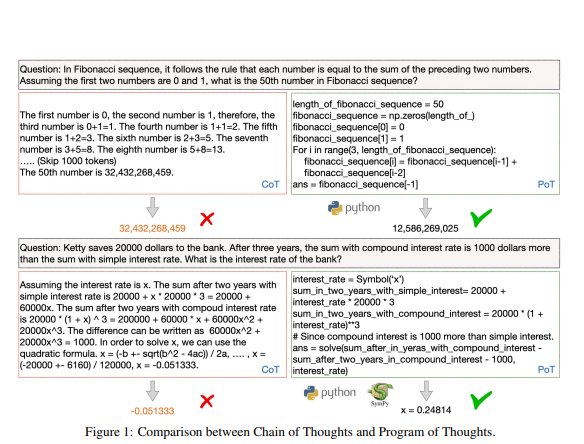 Question: In Fibonacci sequence, it follows the rule that each number is equal to the sum of the preceding two numbers.
Assuming the first two numbers are 0 and 1, what is the 50th number in Fibonacci sequence?
The first number is 0, the second number is 1, therefore, the
third number is 0+1=1. The fourth number is 1+1=2. The fifth
number is 1+2=3. The sixth number is 2+3=5. The seventh
number is 3+5=8. The eighth number is 5+8=13.
..... (Skip 1000 tokens)
The 50th number is 32,432,268,459.
CoT
length_of_fibonacci_sequence = 50
fibonacci_sequence = np.zeros(length_of_)
fibonacci_sequence[0] = 0
fibonacci_sequence[1] = 1
For i in range(3, length_of_fibonacci_sequence):
fibonacci_sequence[i] = fibonacci_sequence[i-1] +
fibonacci_sequence[i-2]
ans = fibonacci_sequence[-1]
PoT
python
32,432,268,459
12,586,269,025
Question: Ketty saves 20000 dollars to the bank. After three years, the sum with compound interest rate is 1000 dollars more
than the sum with simple interest rate. What is the interest rate of the bank?
Assuming the interest rate is x. The sum after two years with
simple interest rate is 20000 + x * 20000 * 3 = 20000 +
60000x. The sum after two years with compoud interest rate
is 20000 * (1 + x) ^ 3 = 200000 + 60000 * x + 60000x^2 +
20000x^3. The difference can be written as 60000x^2 +
20000x^3 = 1000. In order to solve x, we can use the
quadratic formula. x = (-b +- sqrt(b^2 - 4ac)) / 2a, …. , x =
(-20000 +- 6160) / 120000, x = -0.051333.
CoT
interest_rate = Symbol('x')
sum_in_two_years_with_simple_interest= 20000 +
interest_rate * 20000 * 3
sum_in_two_years_with_compound_interest = 20000 * (1 +
interest_rate)**3
# Since compound interest is 1000 more than simple interest.
ans = solve(sum_after_in_yeras_with_compound_interest -
sum_after_two_years_in_compound_interest - 1000,
interest_rate)
PoT
python
SymPy
-0.051333
x = 0.24814
Figure 1: Comparison between Chain of Thoughts and Program of Thoughts.